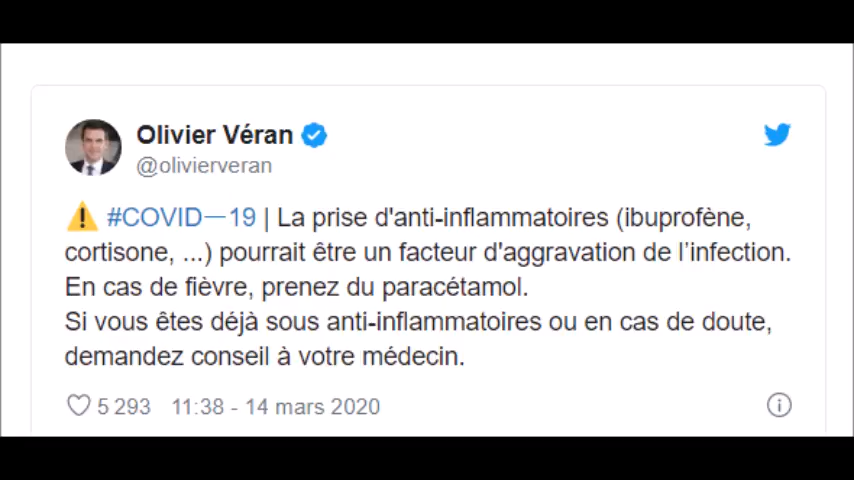 Olivier Véran
@olivierveran
⚠️ #COVID—19 | La prise d'anti-inflammatoires (ibuprofène,
cortisone, ...) pourrait être un facteur d'aggravation de l’infection.
En cas de fièvre, prenez du paracétamol.
Si vous êtes déjà sous anti-inflammatoires ou en cas de doute,
demandez conseil à votre médecin.
5 293 11:38 - 14 mars 2020